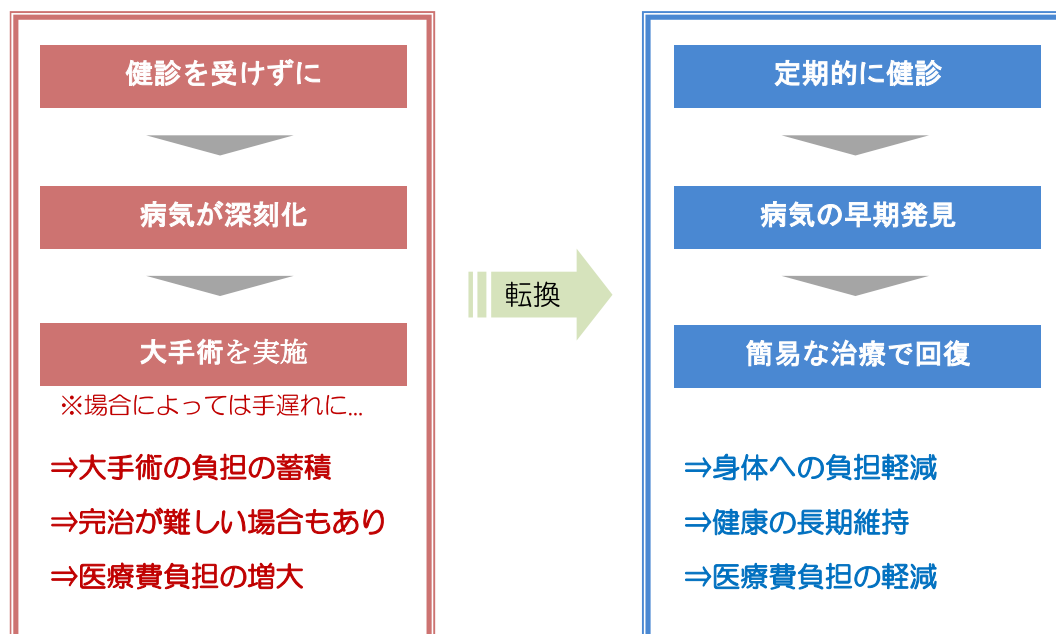 健診を受けずに
病気が深刻化
大手術を実施
※場合によっては手遅れに...
⇒大手術の負担の蓄積
⇒完治が難しい場合もあり
⇒医療費負担の増大
転換
定期的に健診
病気の早期発見
簡易な治療で回復
⇒身体への負担軽減
⇒健康の長期維持
⇒医療費負担の軽減